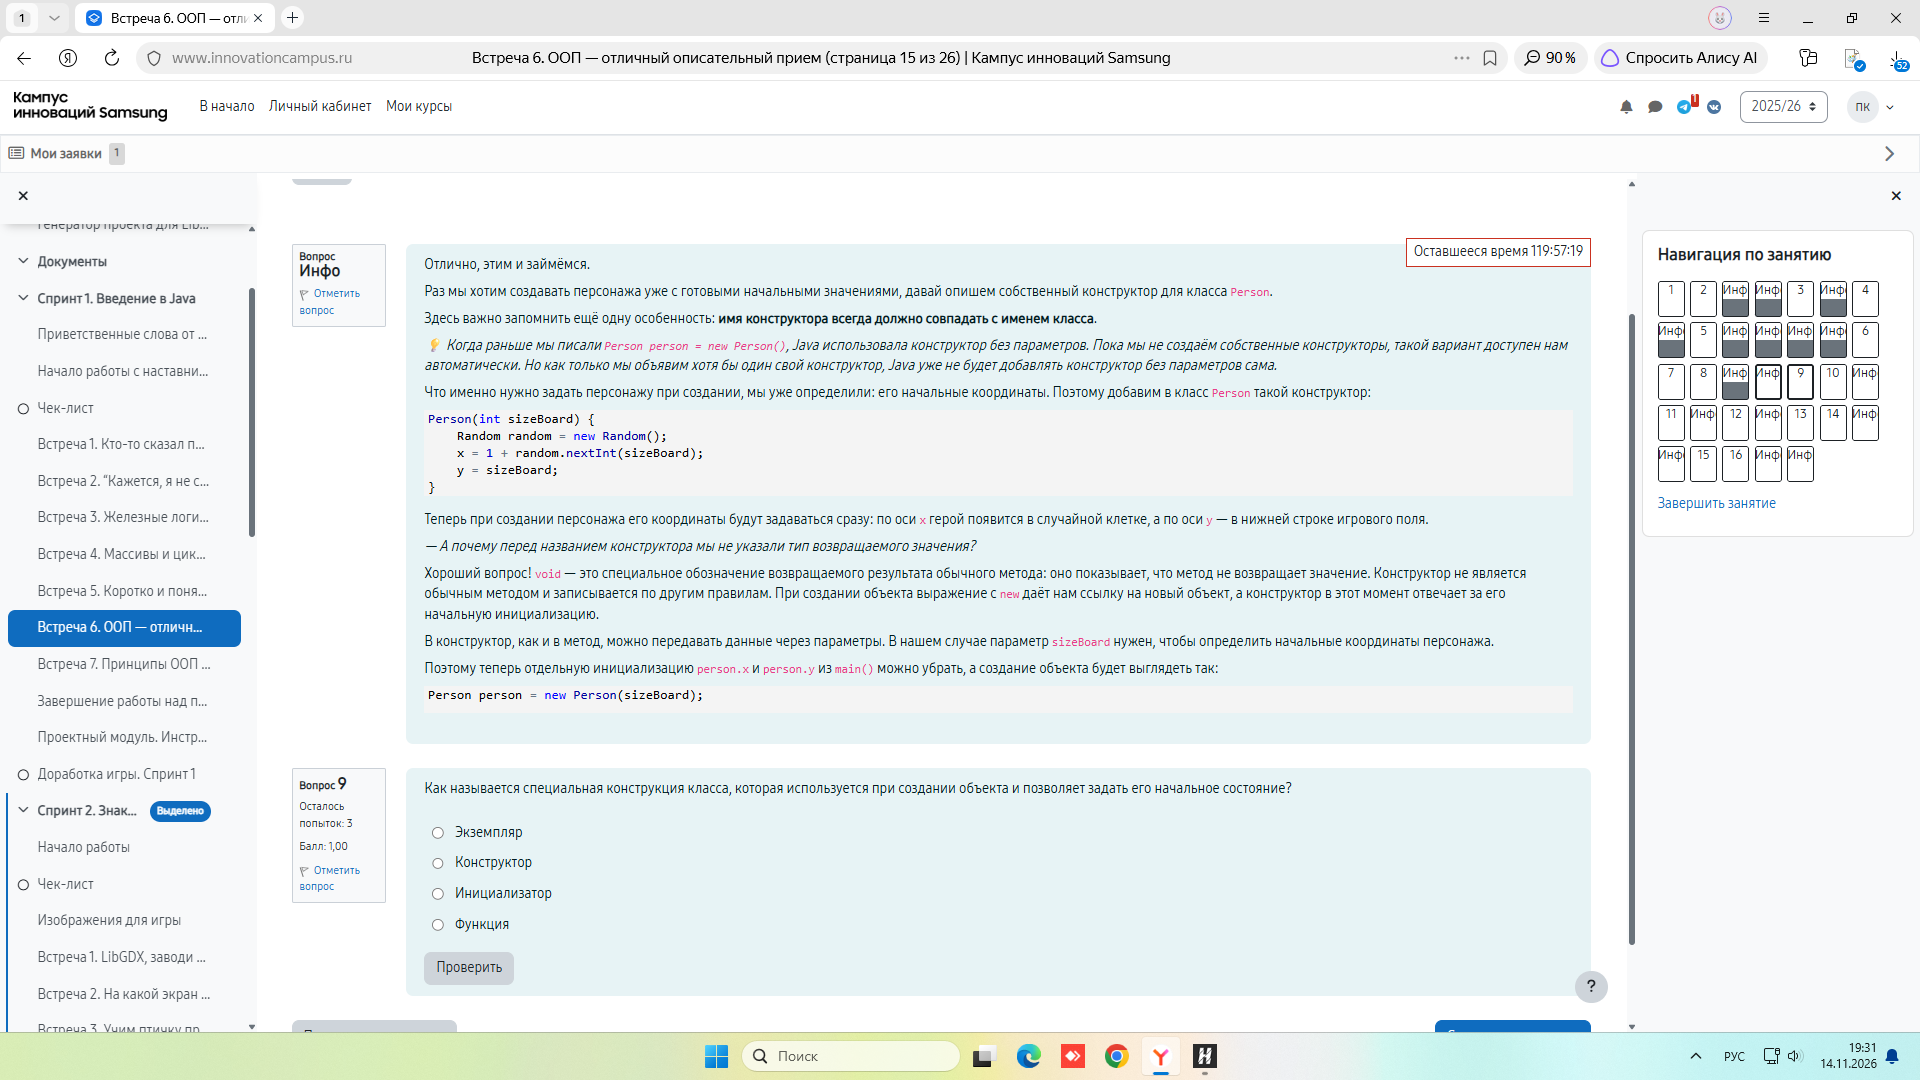 1
Встреча 6. ООП — отли
www.innovationcampus.ru
Встреча 6. ООП — отличный описательный прием (страница 15 из 26) | Кампус инноваций Samsung
90 %
Спросить Алису AI
52
Кампус
инноваций Samsung
В начало
Личный кабинет
Мои курсы
1
2025/26
ПК
Мои заявки
1
Генератор проекта для Lib...
Документы
Спринт 1. Введение в Java
Приветственные слова от ...
Начало работы с наставни...
Чек-лист
Встреча 1. Кто-то сказал п...
Встреча 2. “Кажется, я не с...
Встреча 3. Железные логи...
Встреча 4. Массивы и цик...
Встреча 5. Коротко и поня...
Встреча 6. ООП — отличн...
Встреча 7. Принципы ООП ...
Завершение работы над п...
Проектный модуль. Инстр...
Доработка игры. Спринт 1
Спринт 2. Знак...
Выделено
Начало работы
Чек-лист
Изображения для игры
Встреча 1. LibGDX, заводи ...
Встреча 2. На какой экран ...
Встреча 3. Учим птичку пр...
Вопрос
Инфо
Отметить
вопрос
Оставшееся время 119:57:19
Отлично, этим и займёмся.
Раз мы хотим создавать персонажа уже с готовыми начальными значениями, давай опишем собственный конструктор для класса Person.
Здесь важно запомнить ещё одну особенность: имя конструктора всегда должно совпадать с именем класса.
💡 Когда раньше мы писали Person person = new Person(), Java использовала конструктор без параметров. Пока мы не создаём собственные конструкторы, такой вариант доступен нам
автоматически. Но как только мы объявим хотя бы один свой конструктор, Java уже не будет добавлять конструктор без параметров сама.
Что именно нужно задать персонажу при создании, мы уже определили: его начальные координаты. Поэтому добавим в класс Person такой конструктор:
Person(int sizeBoard) {
    Random random = new Random();
    x = 1 + random.nextInt(sizeBoard);
    y = sizeBoard;
}
Теперь при создании персонажа его координаты будут задаваться сразу: по оси x герой появится в случайной клетке, а по оси y — в нижней строке игрового поля.
— А почему перед названием конструктора мы не указали тип возвращаемого значения?
Хороший вопрос! void — это специальное обозначение возвращаемого результата обычного метода: оно показывает, что метод не возвращает значение. Конструктор не является
обычным методом и записывается по другим правилам. При создании объекта выражение с new даёт нам ссылку на новый объект, а конструктор в этот момент отвечает за его
начальную инициализацию.
В конструктор, как и в метод, можно передавать данные через параметры. В нашем случае параметр sizeBoard нужен, чтобы определить начальные координаты персонажа.
Поэтому теперь отдельную инициализацию person.x и person.y из main() можно убрать, а создание объекта будет выглядеть так:
Person person = new Person(sizeBoard);
Вопрос 9
Осталось
попыток: 3
Балл: 1,00
Отметить
вопрос
Как называется специальная конструкция класса, которая используется при создании объекта и позволяет задать его начальное состояние?
Экземпляр
Конструктор
Инициализатор
Функция
Проверить
?
Навигация по занятию
1 2 Инф Инф 3 Инф 4
Инф 5 Инф Инф Инф Инф 6
7 8 Инф Инф 9 10 Инф
11 Инф 12 Инф 13 14 Инф
Инф 15 16 Инф Инф
Завершить занятие
Поиск
РУС
19:31
14.11.2026